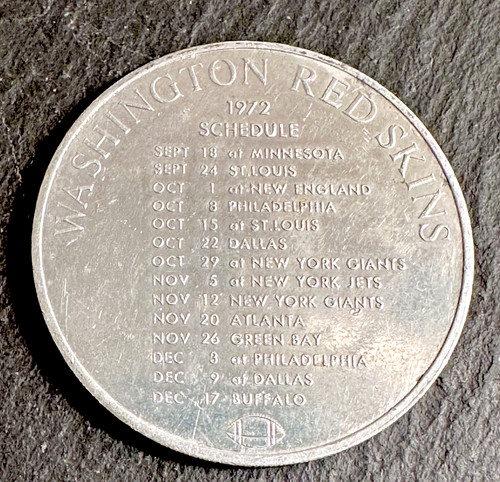 WASHINGTON REDSKINS
1972
SCHEDULE
SEPT 18 at MINNESOTA
SEPT 24 ST.LOUIS
OCT 1 at NEW ENGLAND
OCT 8 PHILADELPHIA
OCT 15 at ST.LOUIS
OCT 22 DALLAS
OCT 29 at NEW YORK GIANTS
NOV 5 at NEW YORK JETS
NOV 12 NEW YORK GIANTS
NOV 20 ATLANTA
NOV 26 GREEN BAY
DEC 3 at PHILADELPHIA
DEC 9 at DALLAS
DEC 17 BUFFALO